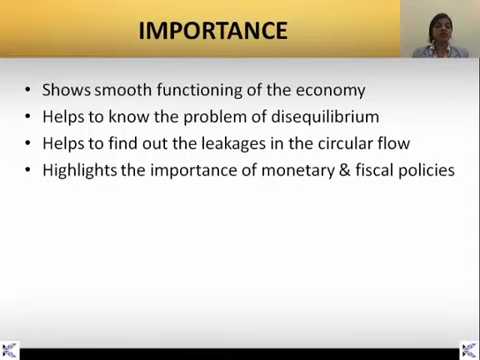 IMPORTANCE
• Shows smooth functioning of the economy
• Helps to know the problem of disequilibrium
• Helps to find out the leakages in the circular flow
• Highlights the importance of monetary & fiscal policies